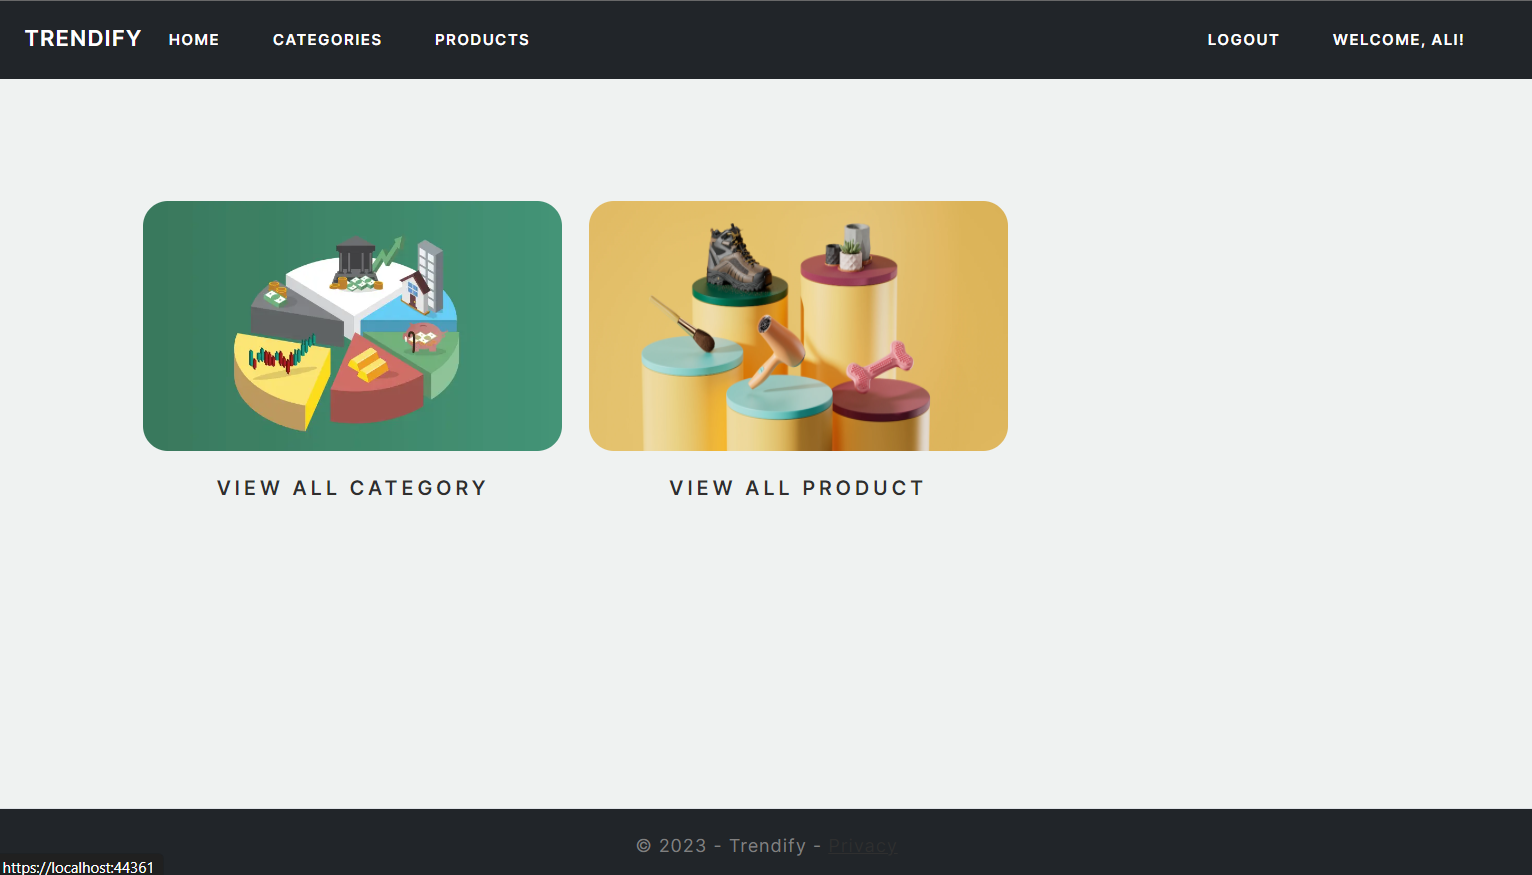 TRENDIFY HOME CATEGORIES PRODUCTS LOGOUT WELCOME, ALI!
VIEW ALL CATEGORY VIEW ALL PRODUCT
© 2023 - Trendify - Privacy
https://localhost:44361